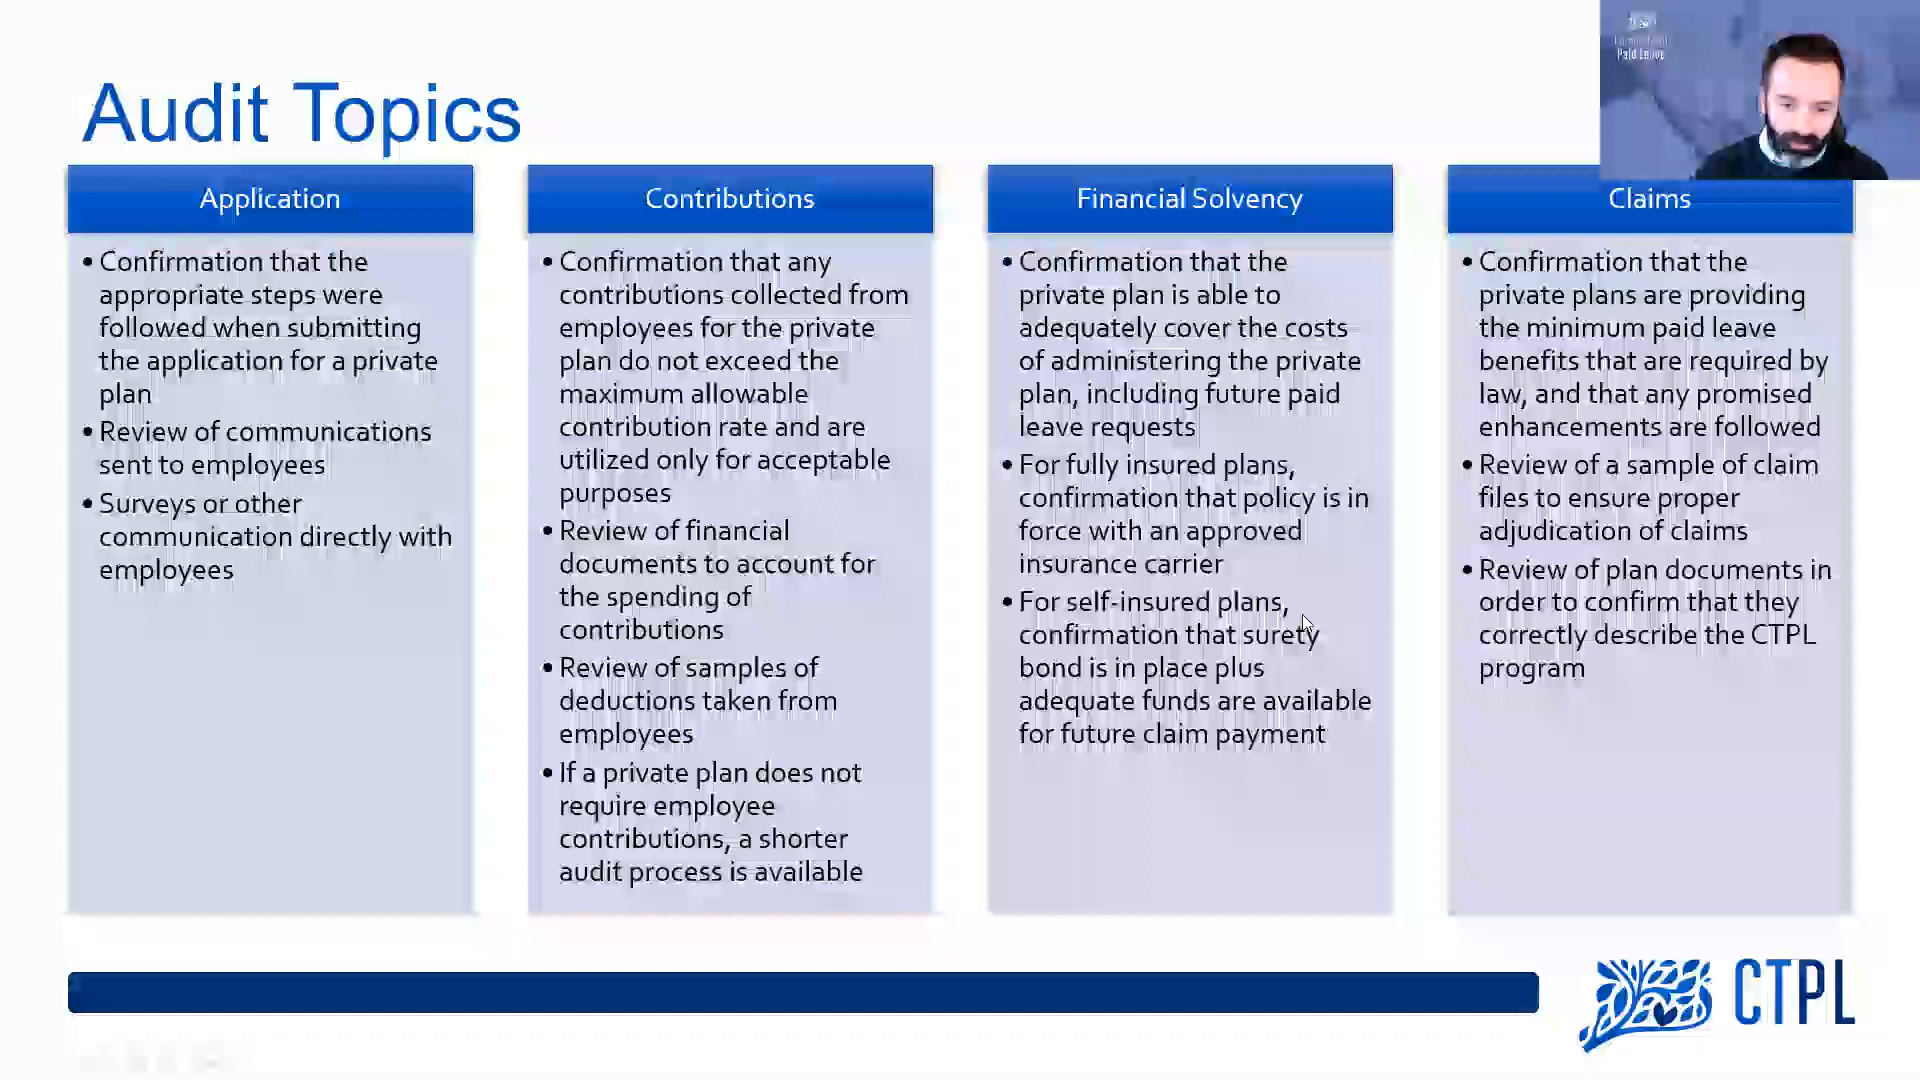 Paid Leave
Audit Topics
Application
• Confirmation that the
appropriate steps were
followed when submitting
the application for a private
plan
• Review of communications
sent to employees
• Surveys or other
communication directly with
employees
Contributions
• Confirmation that any
contributions collected from
employees for the private
plan do not exceed the
maximum allowable
contribution rate and are
utilized only for acceptable
purposes
• Review of financial
documents to account for
the spending of
contributions
• Review of samples of
deductions taken from
employees
• If a private plan does not
require employee
contributions, a shorter
audit process is available
Financial Solvency
• Confirmation that the
private plan is able to
adequately cover the costs
of administering the private
plan, including future paid
leave requests
• For fully insured plans,
confirmation that policy is in
force with an approved
insurance carrier
• For self-insured plans,
confirmation that surety
bond is in place plus
adequate funds are available
for future claim payment
Claims
• Confirmation that the
private plans are providing
the minimum paid leave
benefits that are required by
law, and that any promised
enhancements are followed
• Review of a sample of claim
files to ensure proper
adjudication of claims
• Review of plan documents in
order to confirm that they
correctly describe the CTPL
program
CTPL